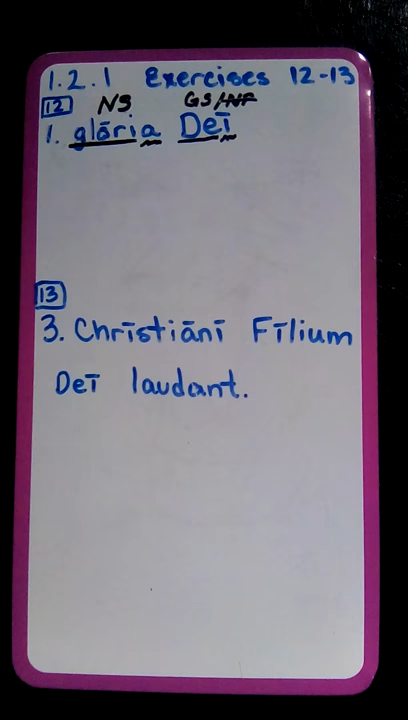 1.2.1 Exercises 12-13
12 NS GS/NP
1. glōria Deī
13
3. Chrīstiānī Fīlium
Deī laudant.